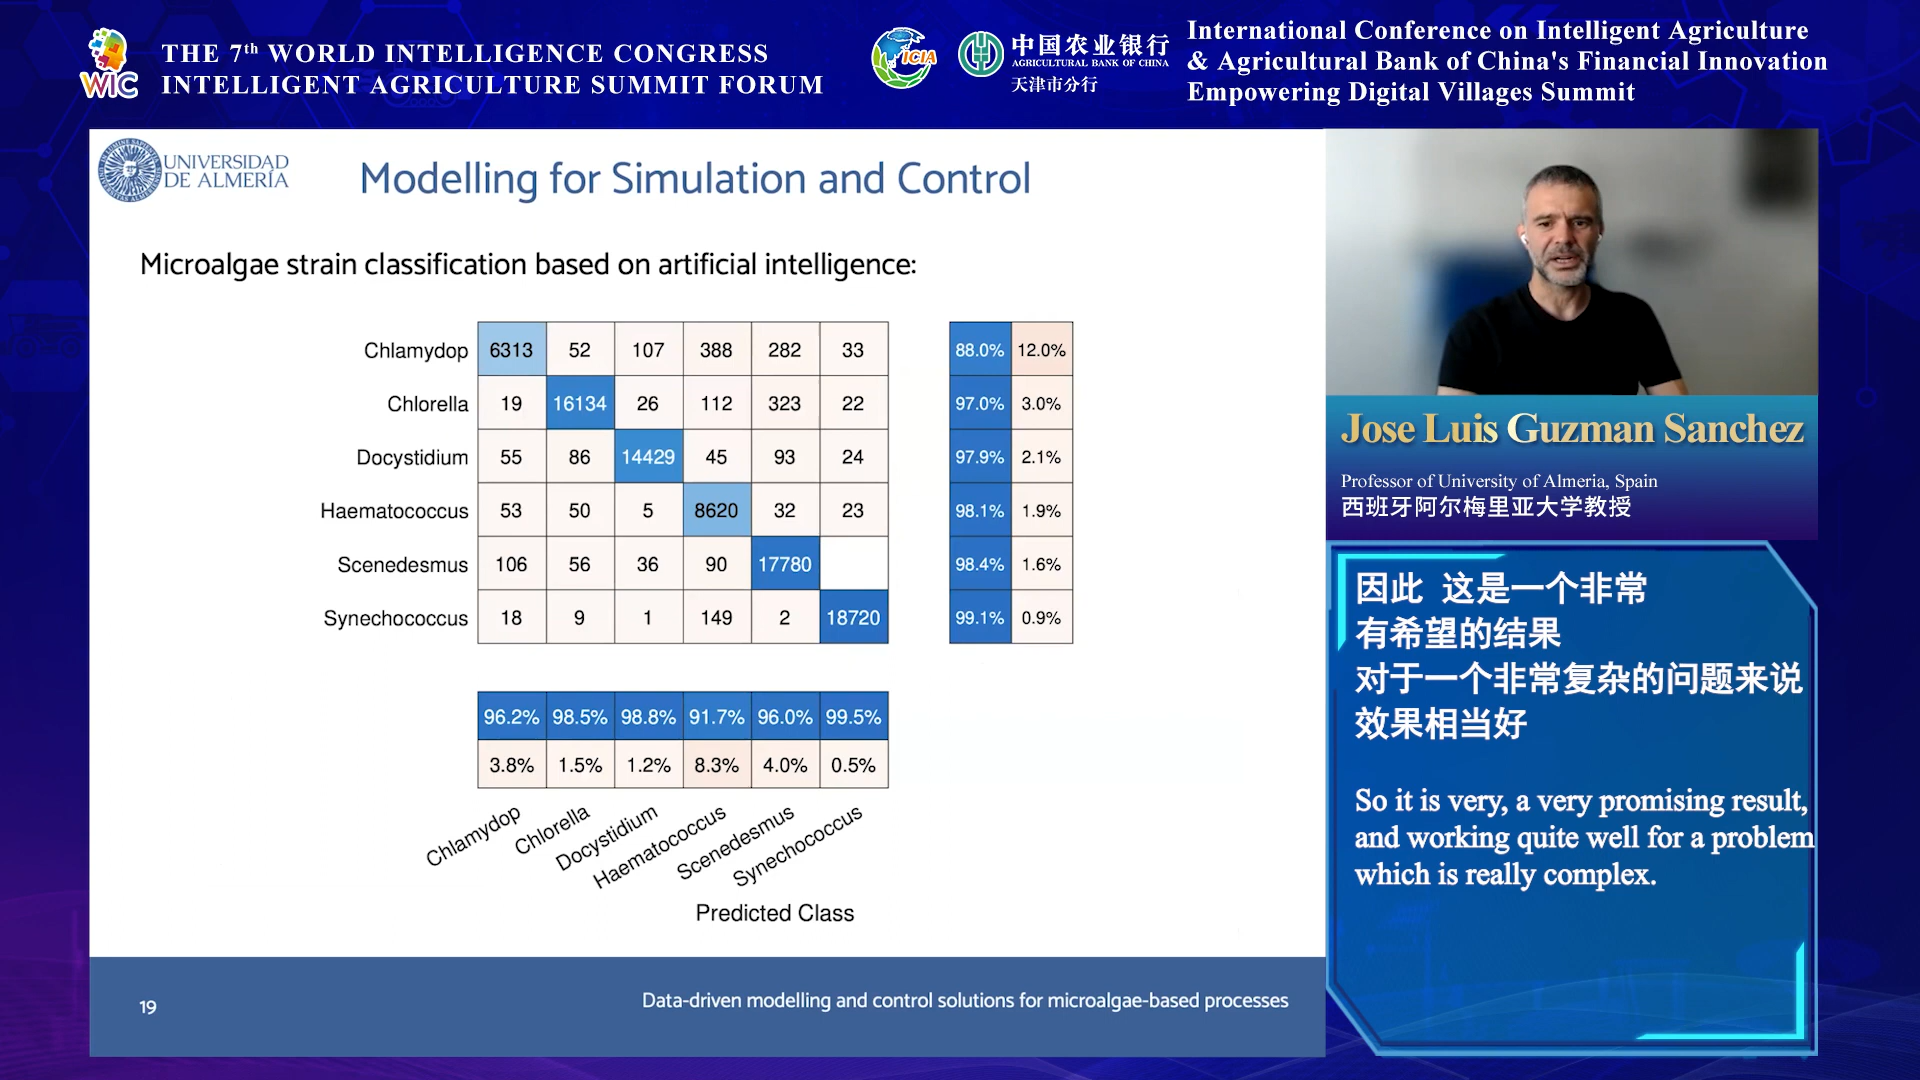 WIC
THE 7th WORLD INTELLIGENCE CONGRESS
INTELLIGENT AGRICULTURE SUMMIT FORUM
ICIA
中国农业银行
AGRICULTURAL BANK OF CHINA
天津市分行
International Conference on Intelligent Agriculture
& Agricultural Bank of China's Financial Innovation
Empowering Digital Villages Summit
UNIVERSIDAD
DE ALMERÍA
Modelling for Simulation and Control
Microalgae strain classification based on artificial intelligence:
Chlamydop 6313 52 107 388 282 33 88.0% 12.0%
Chlorella 19 16134 26 112 323 22 97.0% 3.0%
Docystidium 55 86 14429 45 93 24 97.9% 2.1%
Haematococcus 53 50 5 8620 32 23 98.1% 1.9%
Scenedesmus 106 56 36 90 17780 98.4% 1.6%
Synechococcus 18 9 1 149 2 18720 99.1% 0.9%
96.2% 98.5% 98.8% 91.7% 96.0% 99.5%
3.8% 1.5% 1.2% 8.3% 4.0% 0.5%
Chlamydop Chlorella Docystidium Haematococcus Scenedesmus Synechococcus
Predicted Class
19
Data-driven modelling and control solutions for microalgae-based processes
Jose Luis Guzman Sanchez
Professor of University of Almeria, Spain
西班牙阿尔梅里亚大学教授
因此 这是一个非常
有希望的结果
对于一个非常复杂的问题来说
效果相当好
So it is very, a very promising result,
and working quite well for a problem
which is really complex.